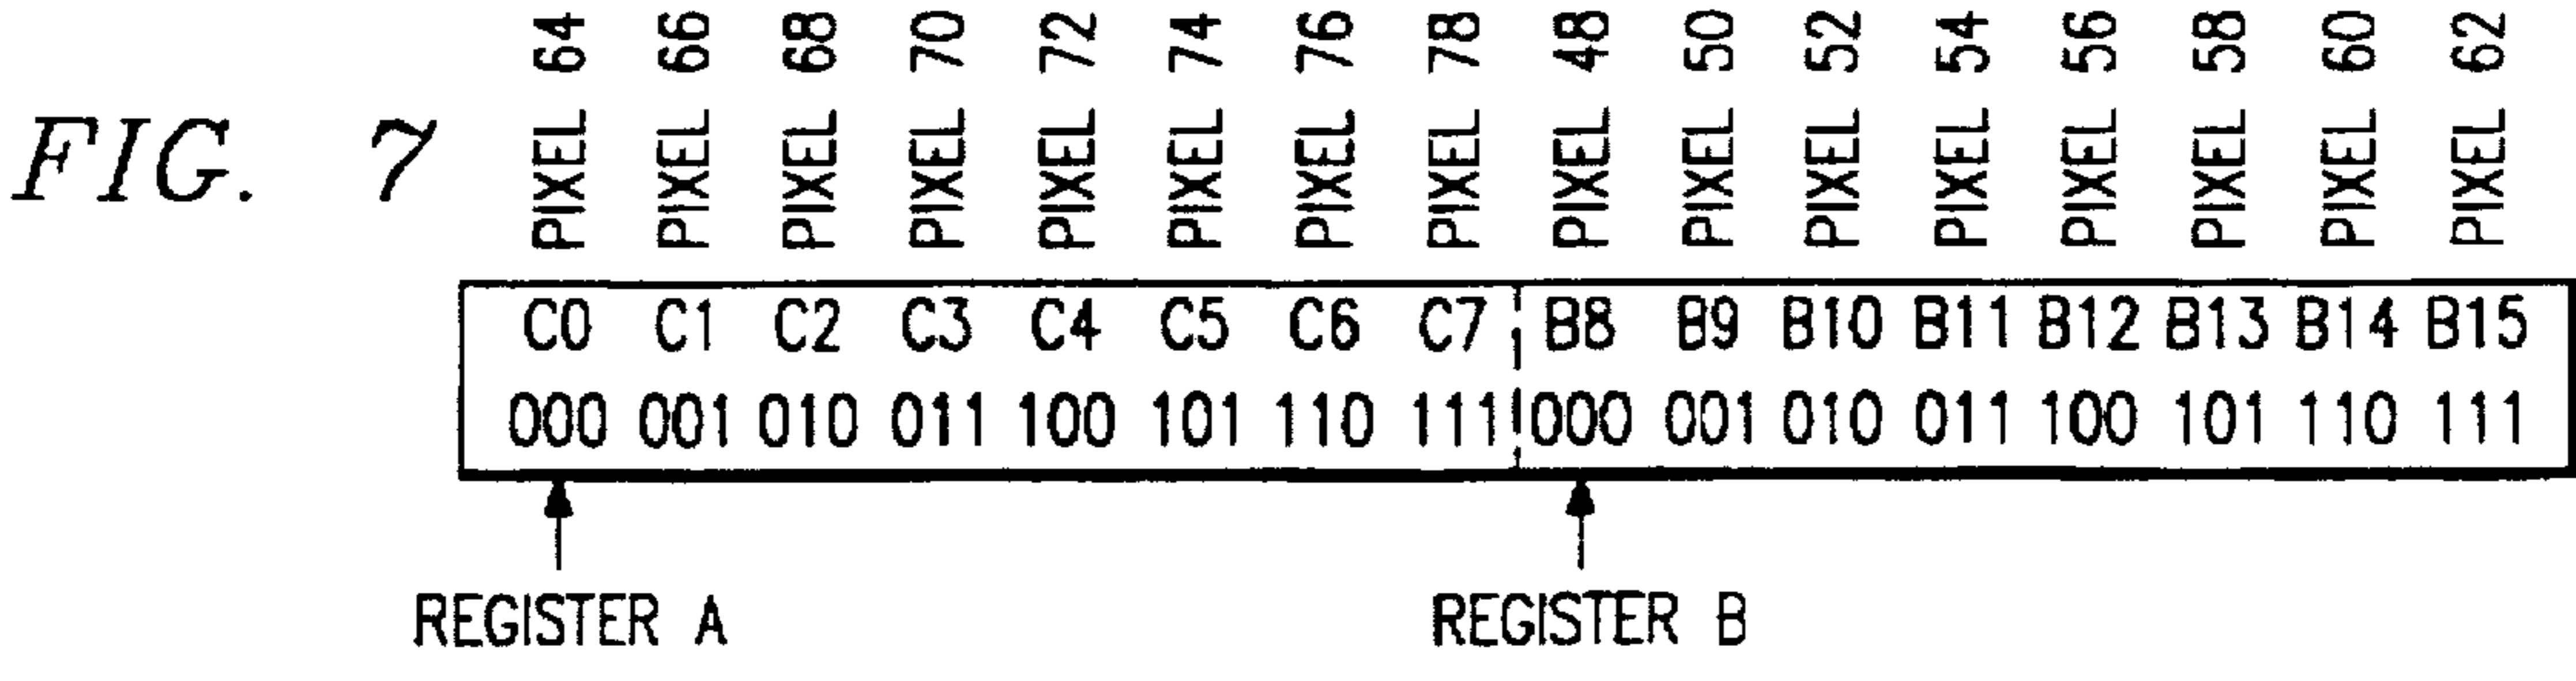 FIG. 7
PIXEL 64 PIXEL 66 PIXEL 68 PIXEL 70 PIXEL 72 PIXEL 74 PIXEL 76 PIXEL 78 PIXEL 48 PIXEL 50 PIXEL 52 PIXEL 54 PIXEL 56 PIXEL 58 PIXEL 60 PIXEL 62
C0 C1 C2 C3 C4 C5 C6 C7 B8 B9 B10 B11 B12 B13 B14 B15
000 001 010 011 100 101 110 111 000 001 010 011 100 101 110 111
REGISTER A REGISTER B